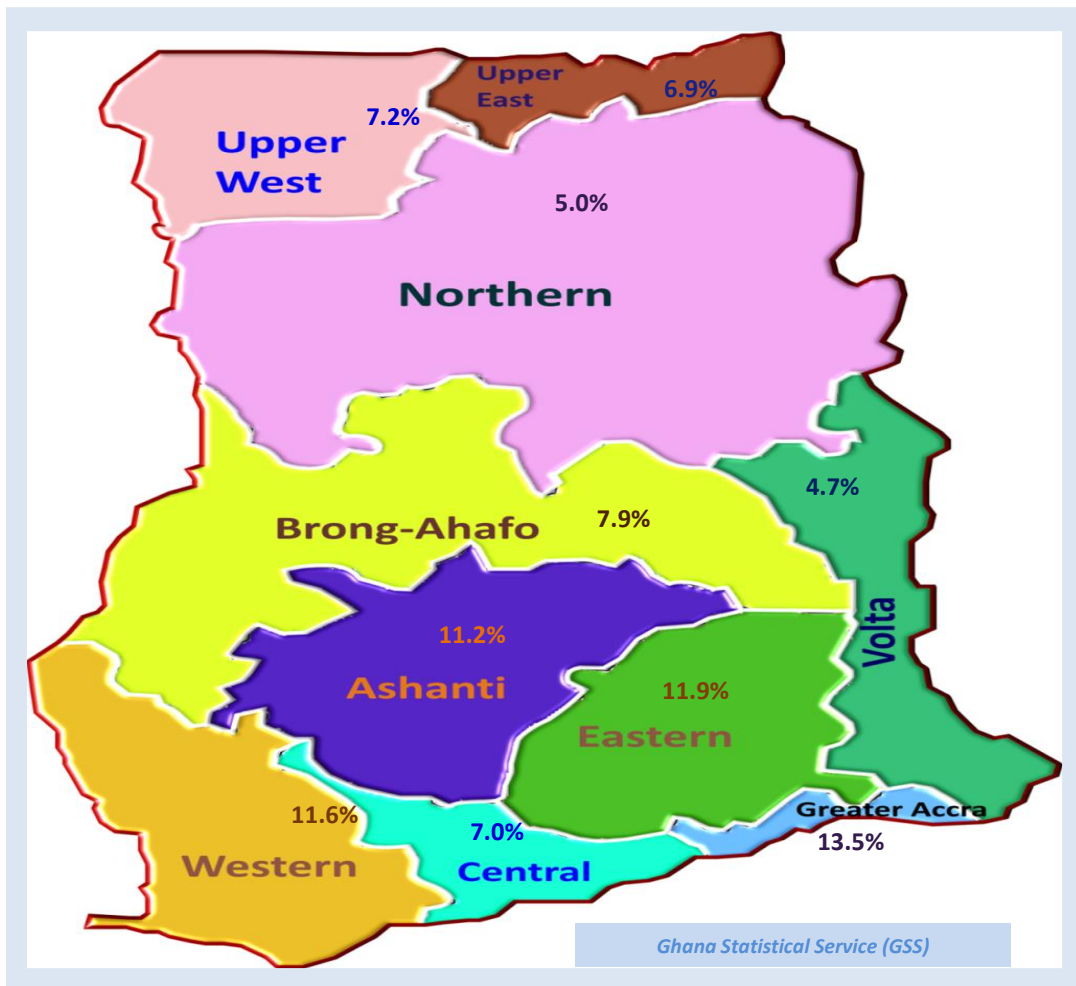 Upper
East
6.9%
7.2%
Upper
West
5.0%
Northern
4.7%
7.9%
Brong-Ahafo
Volta
11.2%
Ashanti
11.9%
Eastern
Greater Accra
13.5%
11.6%
Western
7.0%
Central
Ghana Statistical Service (GSS)